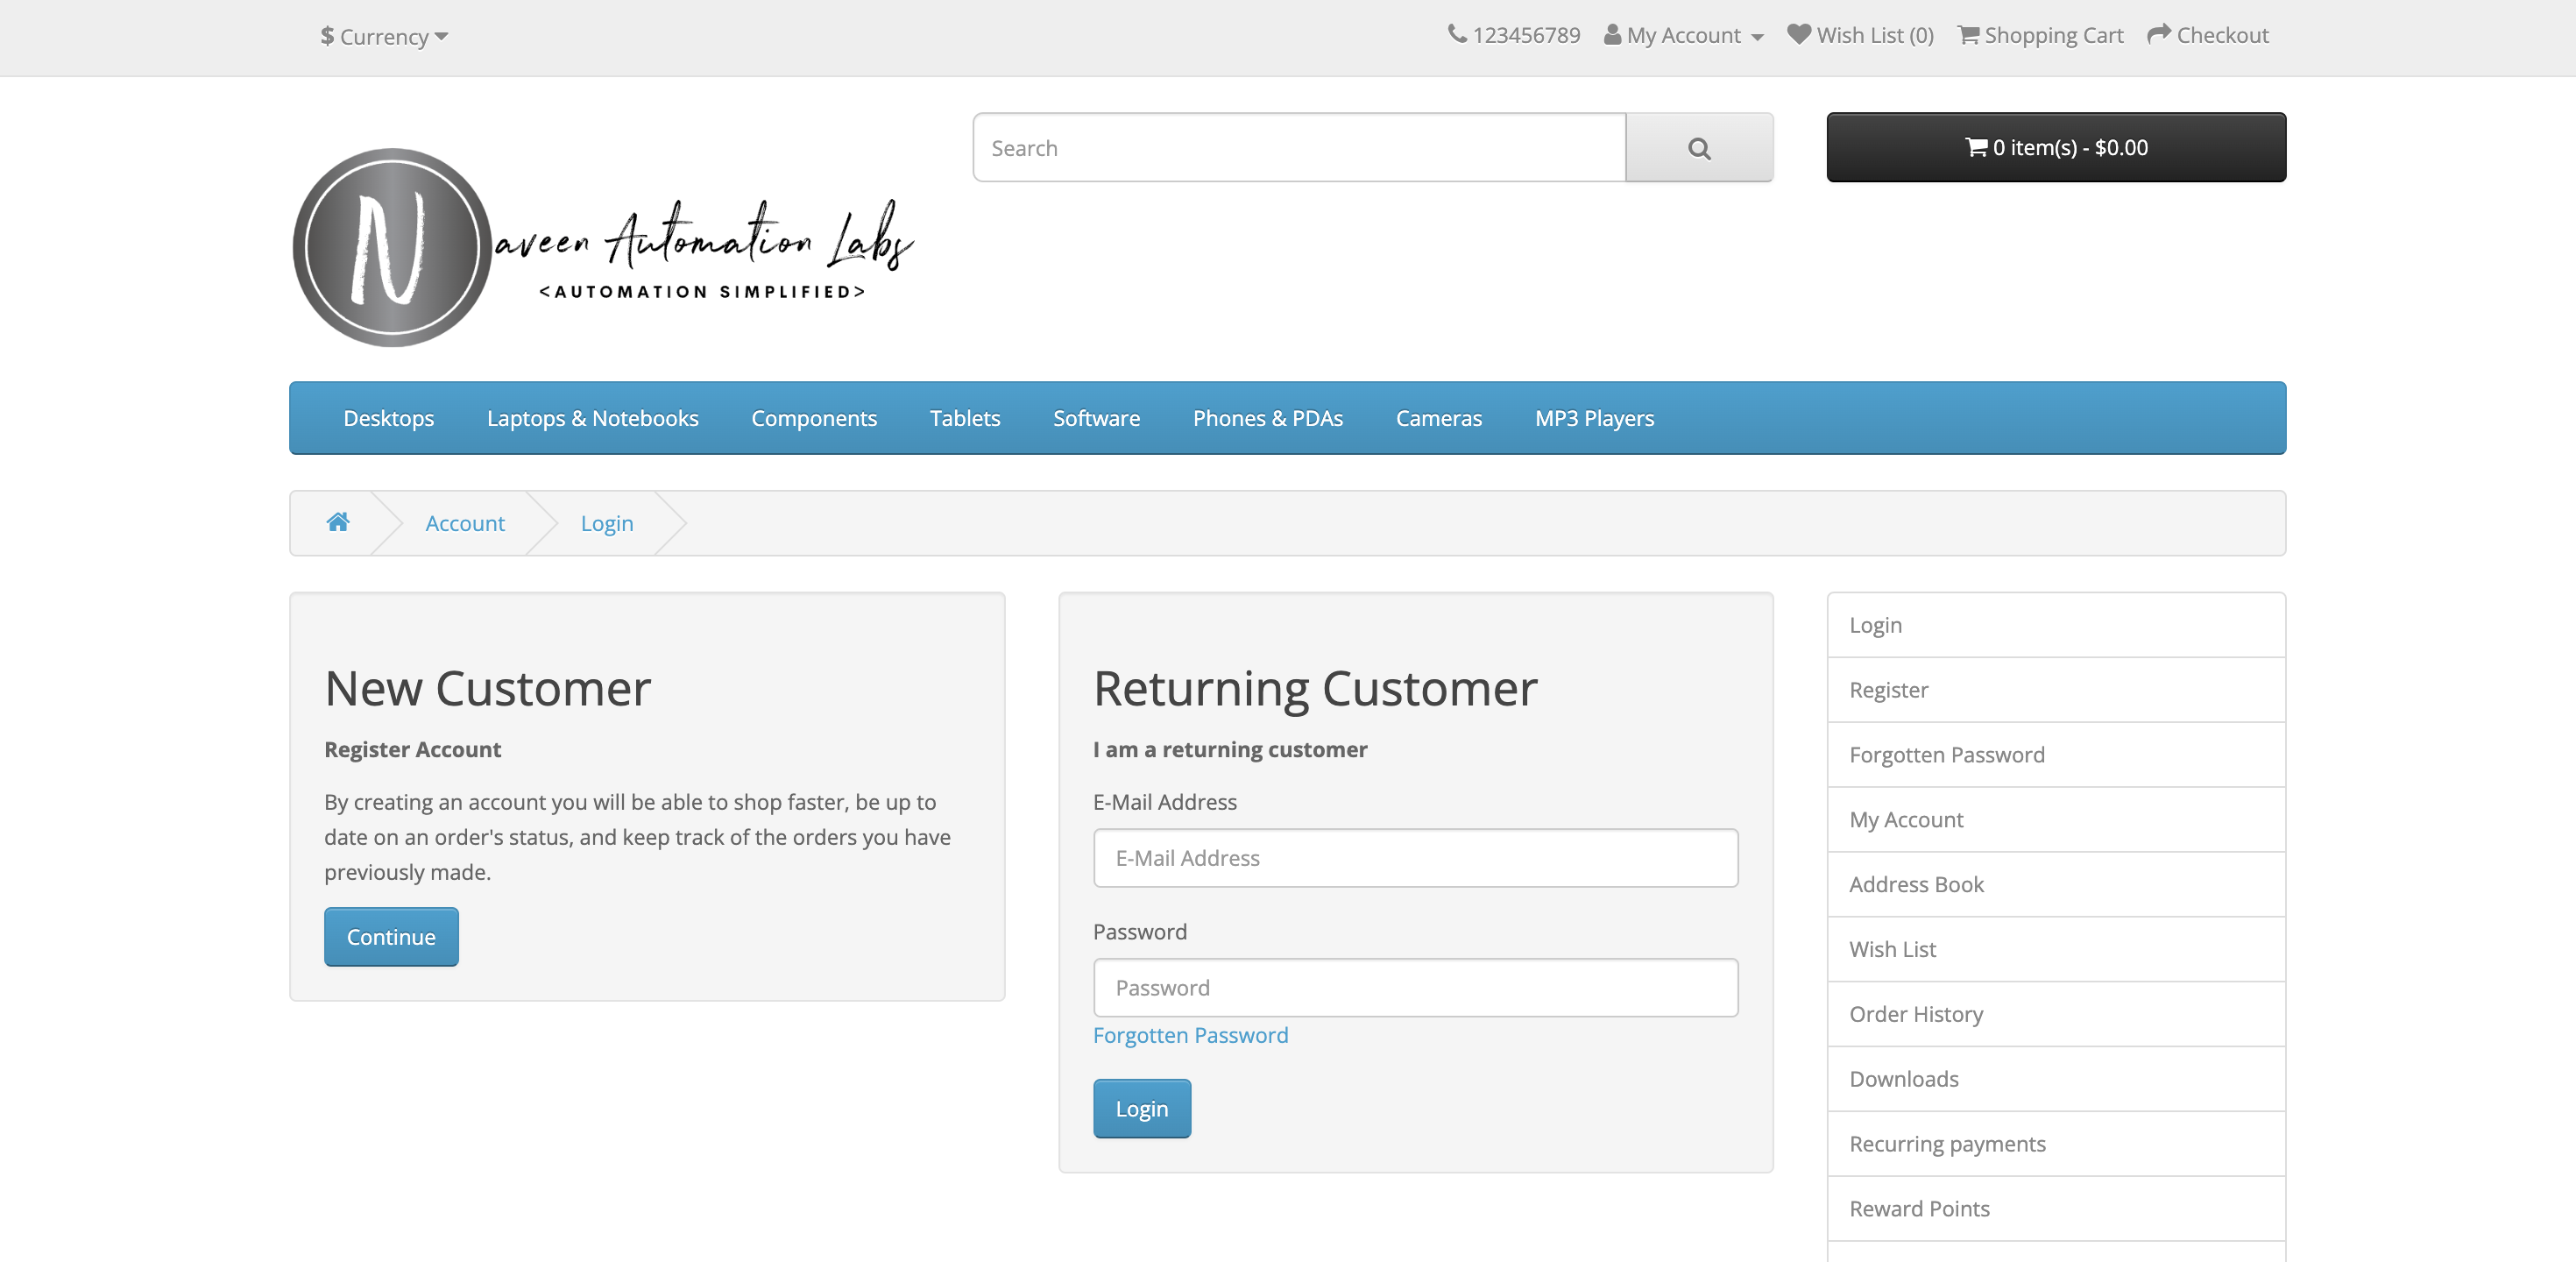 $ Currency
123456789 My Account Wish List (0) Shopping Cart Checkout
Search
0 item(s) - $0.00
Naveen Automation Labs
<AUTOMATION SIMPLIFIED>
Desktops Laptops & Notebooks Components Tablets Software Phones & PDAs Cameras MP3 Players
Account Login
New Customer
Register Account
By creating an account you will be able to shop faster, be up to
date on an order's status, and keep track of the orders you have
previously made.
Continue
Returning Customer
I am a returning customer
E-Mail Address
E-Mail Address
Password
Password
Forgotten Password
Login
Login
Register
Forgotten Password
My Account
Address Book
Wish List
Order History
Downloads
Recurring payments
Reward Points